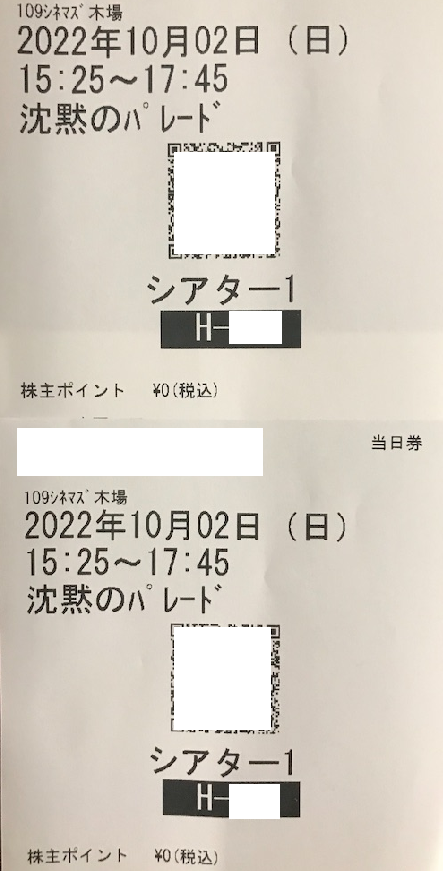 109ｼﾈﾏｽﾞ木場
2022年10月02日（日）
15:25～17:45
沈黙のﾊﾟﾚｰﾄﾞ
シアター1
H-
株主ポイント ¥0(税込)
当日券
109ｼﾈﾏｽﾞ木場
2022年10月02日（日）
15:25～17:45
沈黙のﾊﾟﾚｰﾄﾞ
シアター1
H-
株主ポイント ¥0(税込)